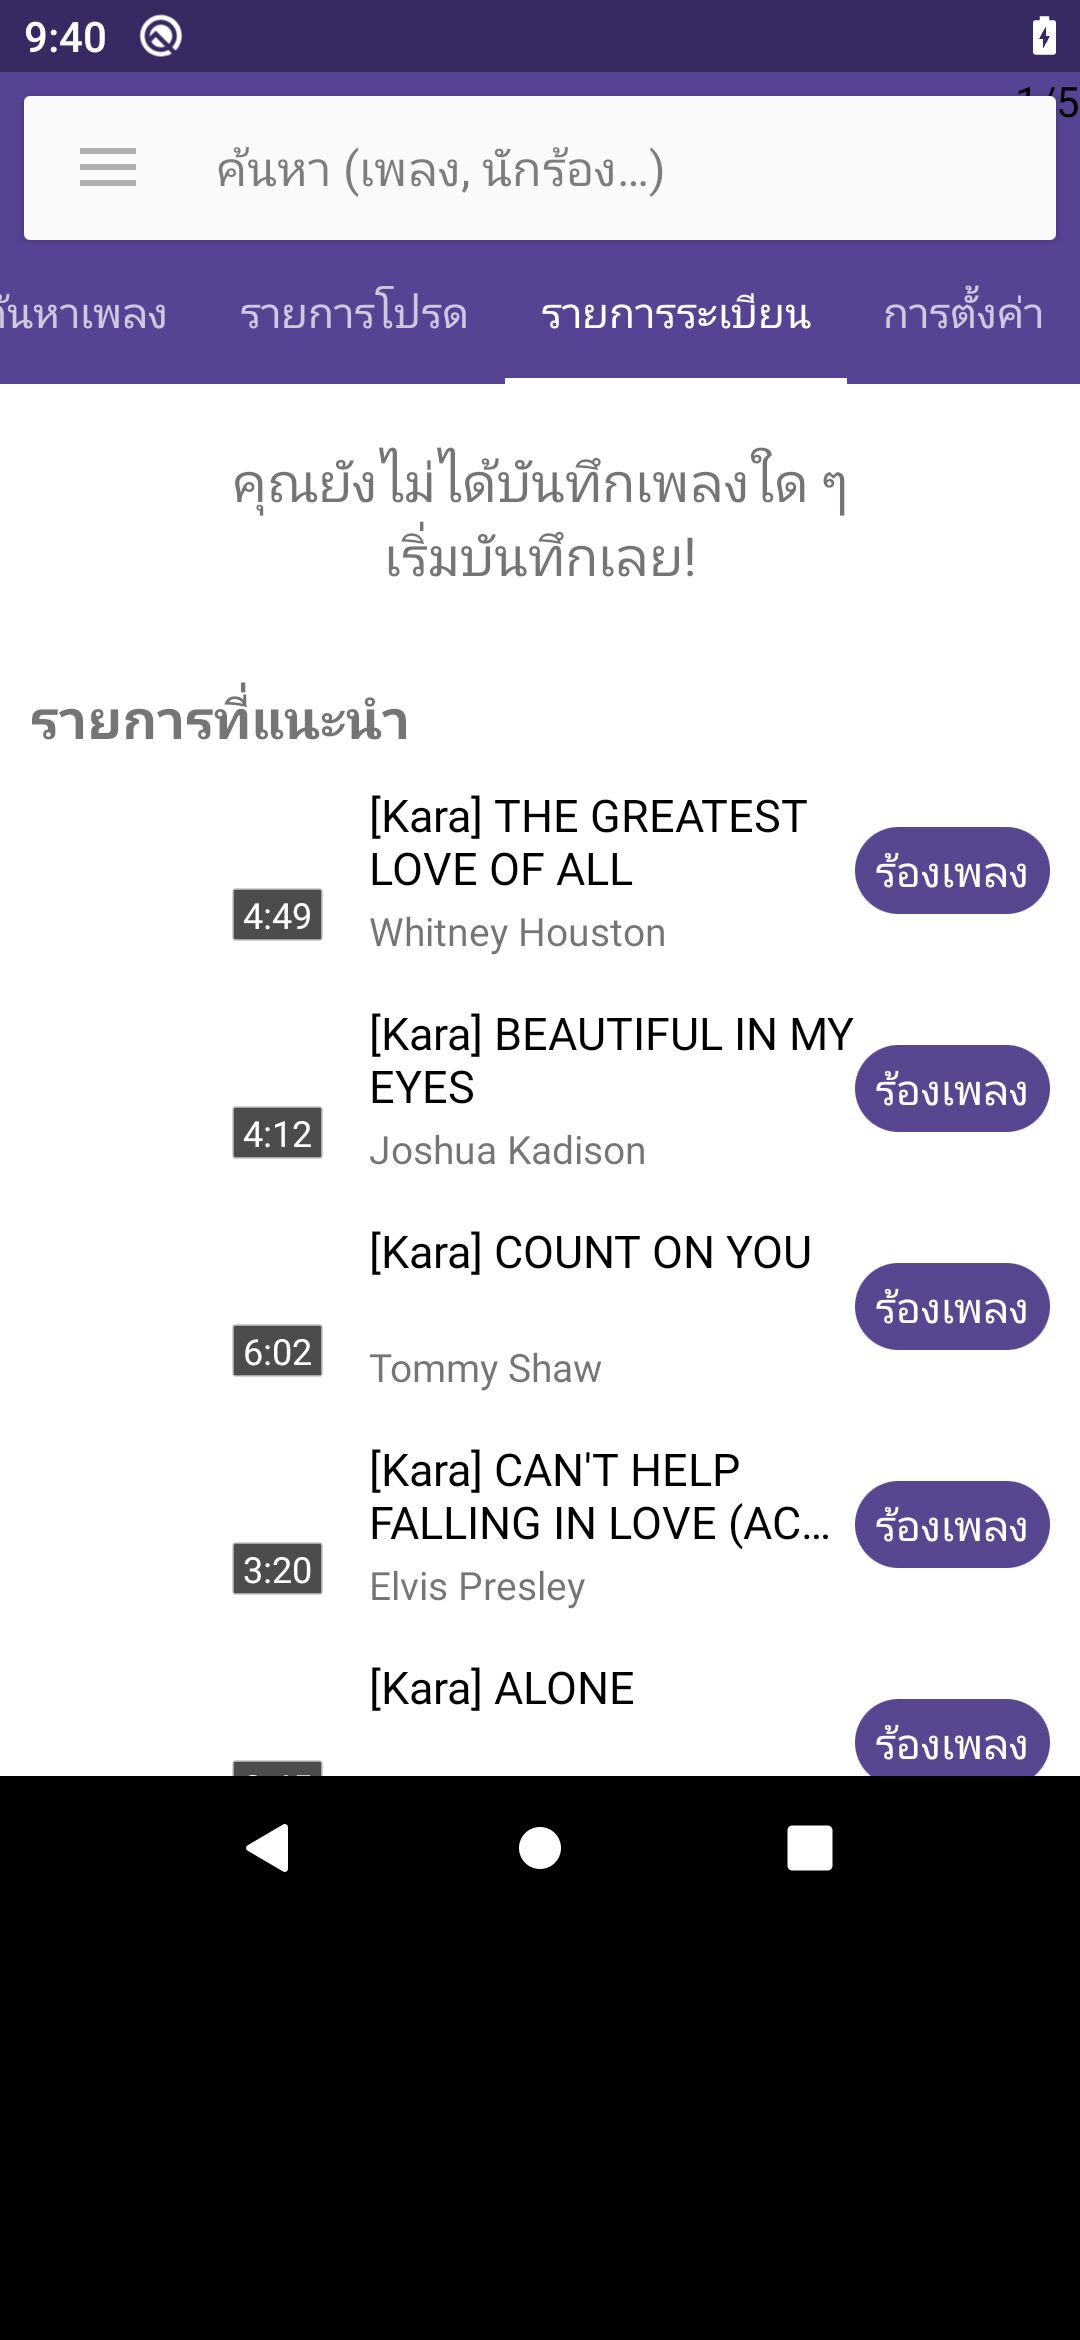 9:40
1/5
ค้นหา (เพลง, นักร้อง...)
ค้นหาเพลง รายการโปรด รายการระเบียน การตั้งค่า
คุณยังไม่ได้บันทึกเพลงใด ๆ
เริ่มบันทึกเลย!
รายการที่แนะนำ
[Kara] THE GREATEST
LOVE OF ALL
4:49
Whitney Houston
ร้องเพลง
[Kara] BEAUTIFUL IN MY
EYES
4:12
Joshua Kadison
ร้องเพลง
[Kara] COUNT ON YOU
6:02
Tommy Shaw
ร้องเพลง
[Kara] CAN'T HELP
FALLING IN LOVE (AC...
3:20
Elvis Presley
ร้องเพลง
[Kara] ALONE
ร้องเพลง